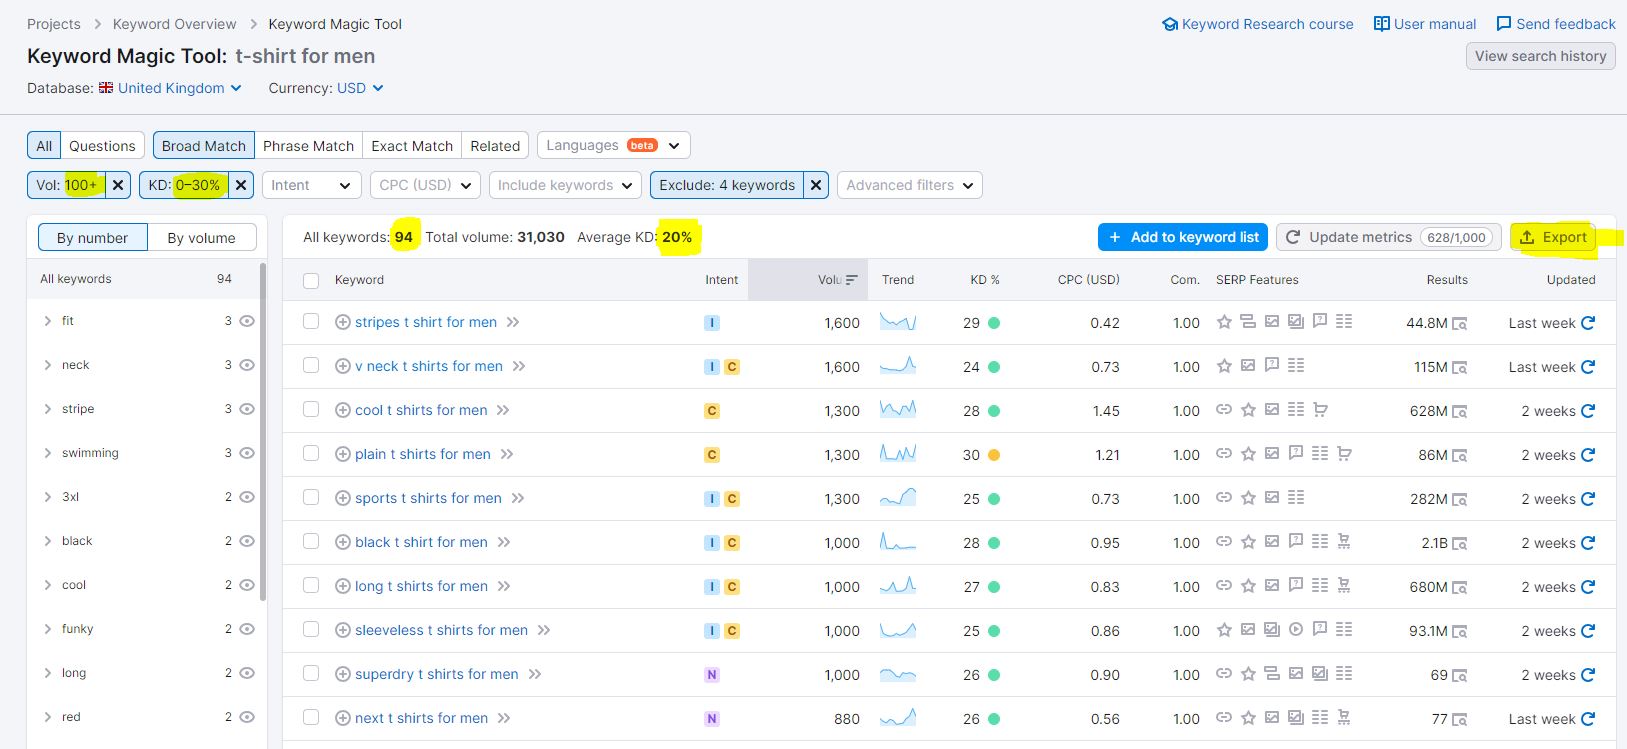 Projects > Keyword Overview > Keyword Magic Tool Keyword Research course User manual Send feedback
Keyword Magic Tool: t-shirt for men View search history
Database: United Kingdom Currency: USD
All Questions Broad Match Phrase Match Exact Match Related Languages beta
Vol: 100+ KD: 0–30% Intent CPC (USD) Include keywords Exclude: 4 keywords Advanced filters
By number By volume All keywords: 94 Total volume: 31,030 Average KD: 20% + Add to keyword list Update metrics 628/1,000 Export
All keywords 94 Keyword Intent Volu Trend KD % CPC (USD) Com. SERP Features Results Updated
fit 3 stripes t shirt for men I 1,600 29 0.42 1.00 44.8M Last week
neck 3 v neck t shirts for men I C 1,600 24 0.73 1.00 115M Last week
stripe 3 cool t shirts for men C 1,300 28 1.45 1.00 628M 2 weeks
swimming 3 plain t shirts for men C 1,300 30 1.21 1.00 86M 2 weeks
3xl 2 sports t shirts for men I C 1,300 25 0.73 1.00 282M 2 weeks
black 2 black t shirt for men I C 1,000 28 0.95 1.00 2.1B 2 weeks
cool 2 long t shirts for men I C 1,000 27 0.83 1.00 680M 2 weeks
funky 2 sleeveless t shirts for men I C 1,000 25 0.86 1.00 93.1M 2 weeks
long 2 superdry t shirts for men N 1,000 26 0.90 1.00 69 2 weeks
red 2 next t shirts for men N 880 26 0.56 1.00 77 Last week